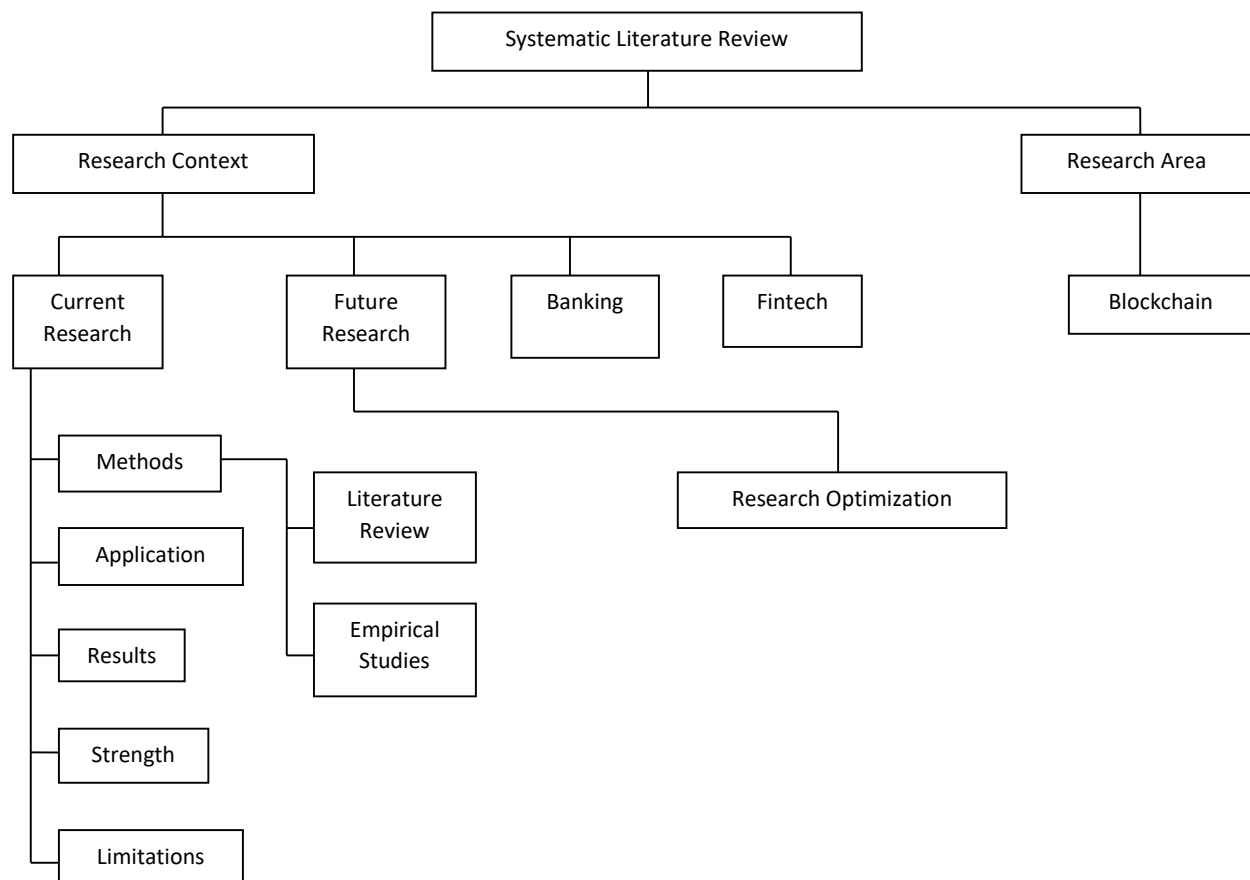 Systematic Literature Review
Research Context
Research Area
Current
Research
Future
Research
Banking
Fintech
Blockchain
Methods
Literature
Review
Research Optimization
Application
Empirical
Studies
Results
Strength
Limitations